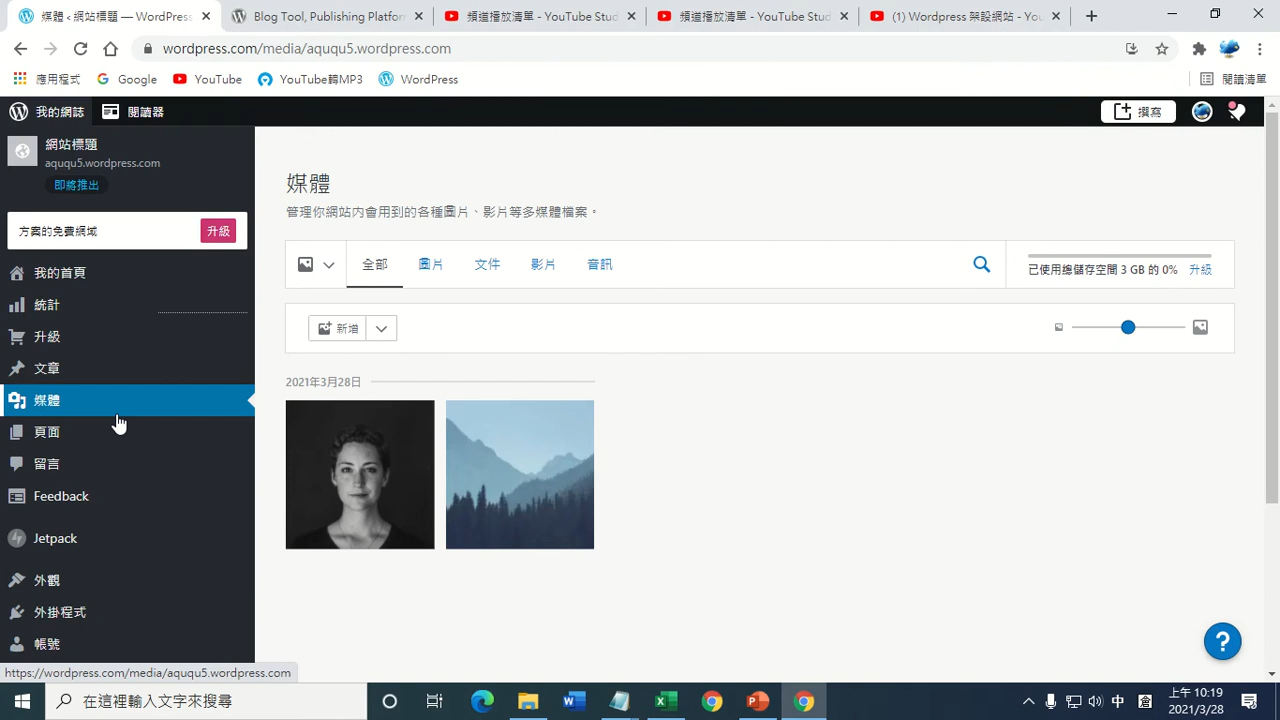 媒體 ‹ 網站標題 — WordPress
Blog Tool, Publishing Platfor
頻道播放清單 - YouTube Stud
頻道播放清單 - YouTube Stud
(1) Wordpress 架設網站 - You
wordpress.com/media/aququ5.wordpress.com
應用程式
Google
YouTube
YouTube轉MP3
WordPress
閱讀清單
我的網誌
閱讀器
撰寫
網站標題
aququ5.wordpress.com
即將推出
方案的免費網域
升級
我的首頁
統計
升級
文章
媒體
頁面
留言
Feedback
Jetpack
外觀
外掛程式
帳號
媒體
管理你網站內會用到的各種圖片、影片等多媒體檔案。
全部
圖片
文件
影片
音訊
已使用總儲存空間 3 GB 的 0%
升級
新增
2021年3月28日
?
https://wordpress.com/media/aququ5.wordpress.com
在這裡輸入文字來搜尋
中
上午 10:19
2021/3/28